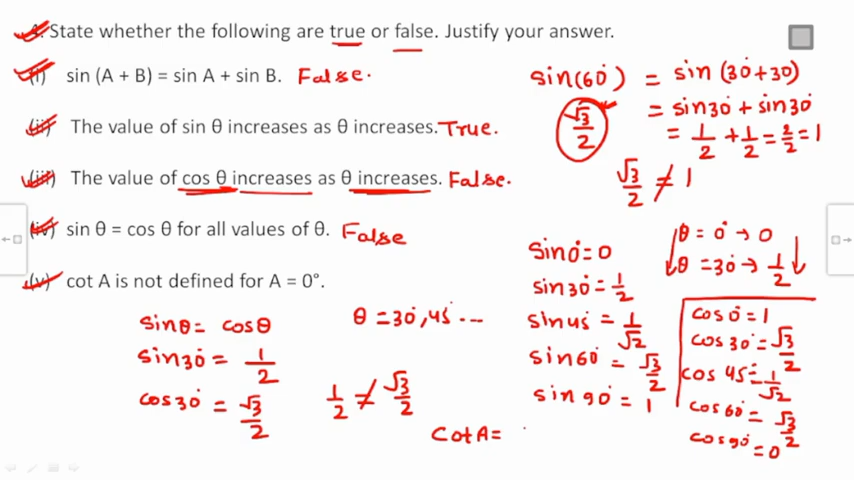 4. State whether the following are true or false. Justify your answer.
(i) sin (A + B) = sin A + sin B. False.
(ii) The value of sin θ increases as θ increases. True.
(iii) The value of cos θ increases as θ increases. False.
(iv) sin θ = cos θ for all values of θ. False
(v) cot A is not defined for A = 0°.
sin(60°) = sin (30°+30°)
√3/2 = sin30° + sin30°
= 1/2 + 1/2 = 2/2 = 1
√3/2 ≠ 1
sinθ = cosθ
sin30° = 1/2
cos30° = √3/2
θ = 30°, 45° ...
1/2 ≠ √3/2
cotA =
sin0° = 0
sin30° = 1/2
sin45° = 1/√2
sin60° = √3/2
sin90° = 1
θ = 0° → 0
θ = 30° → 1/2
cos0° = 1
cos30° = √3/2
cos45° = 1/√2
cos60° = √3/2
cos90° = 0